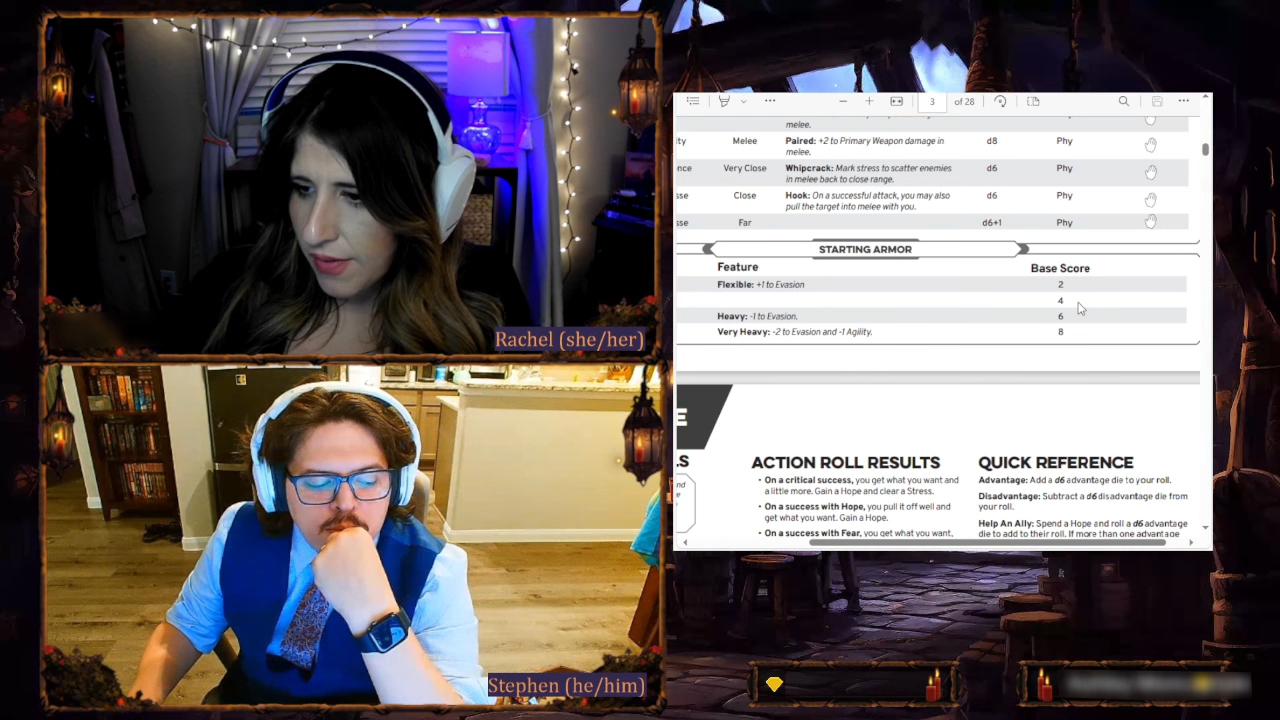 Rachel (she/her)
Stephen (he/him)
3 of 28
melee.
ity Melee Paired: +2 to Primary Weapon damage in d8 Phy
melee.
nce Very Close Whipcrack: Mark stress to scatter enemies d6 Phy
in melee back to close range.
sse Close Hook: On a successful attack, you may also d6 Phy
pull the target into melee with you.
sse Far d6+1 Phy
STARTING ARMOR
Feature Base Score
Flexible: +1 to Evasion 2
4
Heavy: -1 to Evasion. 6
Very Heavy: -2 to Evasion and -1 Agility. 8
E
LS
nd
e
ACTION ROLL RESULTS
• On a critical success, you get what you want and
a little more. Gain a Hope and clear a Stress.
• On a success with Hope, you pull it off well and
get what you want. Gain a Hope.
• On a success with Fear, you get what you want,
QUICK REFERENCE
Advantage: Add a d6 advantage die to your roll.
Disadvantage: Subtract a d6 disadvantage die from
your roll.
Help An Ally: Spend a Hope and roll a d6 advantage
die to add to their roll. If more than one advantage